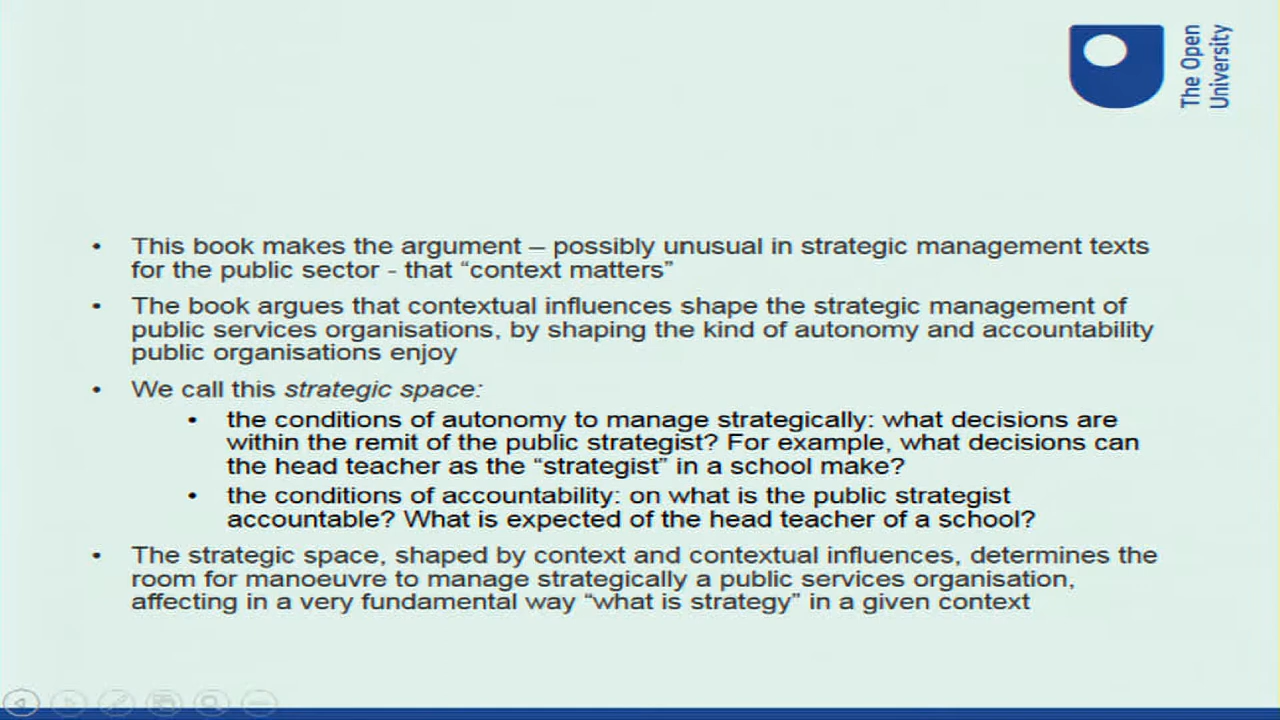 The Open
University
• This book makes the argument – possibly unusual in strategic management texts
for the public sector - that “context matters”
• The book argues that contextual influences shape the strategic management of
public services organisations, by shaping the kind of autonomy and accountability
public organisations enjoy
• We call this strategic space:
• the conditions of autonomy to manage strategically: what decisions are
within the remit of the public strategist? For example, what decisions can
the head teacher as the “strategist” in a school make?
• the conditions of accountability: on what is the public strategist
accountable? What is expected of the head teacher of a school?
• The strategic space, shaped by context and contextual influences, determines the
room for manoeuvre to manage strategically a public services organisation,
affecting in a very fundamental way “what is strategy” in a given context